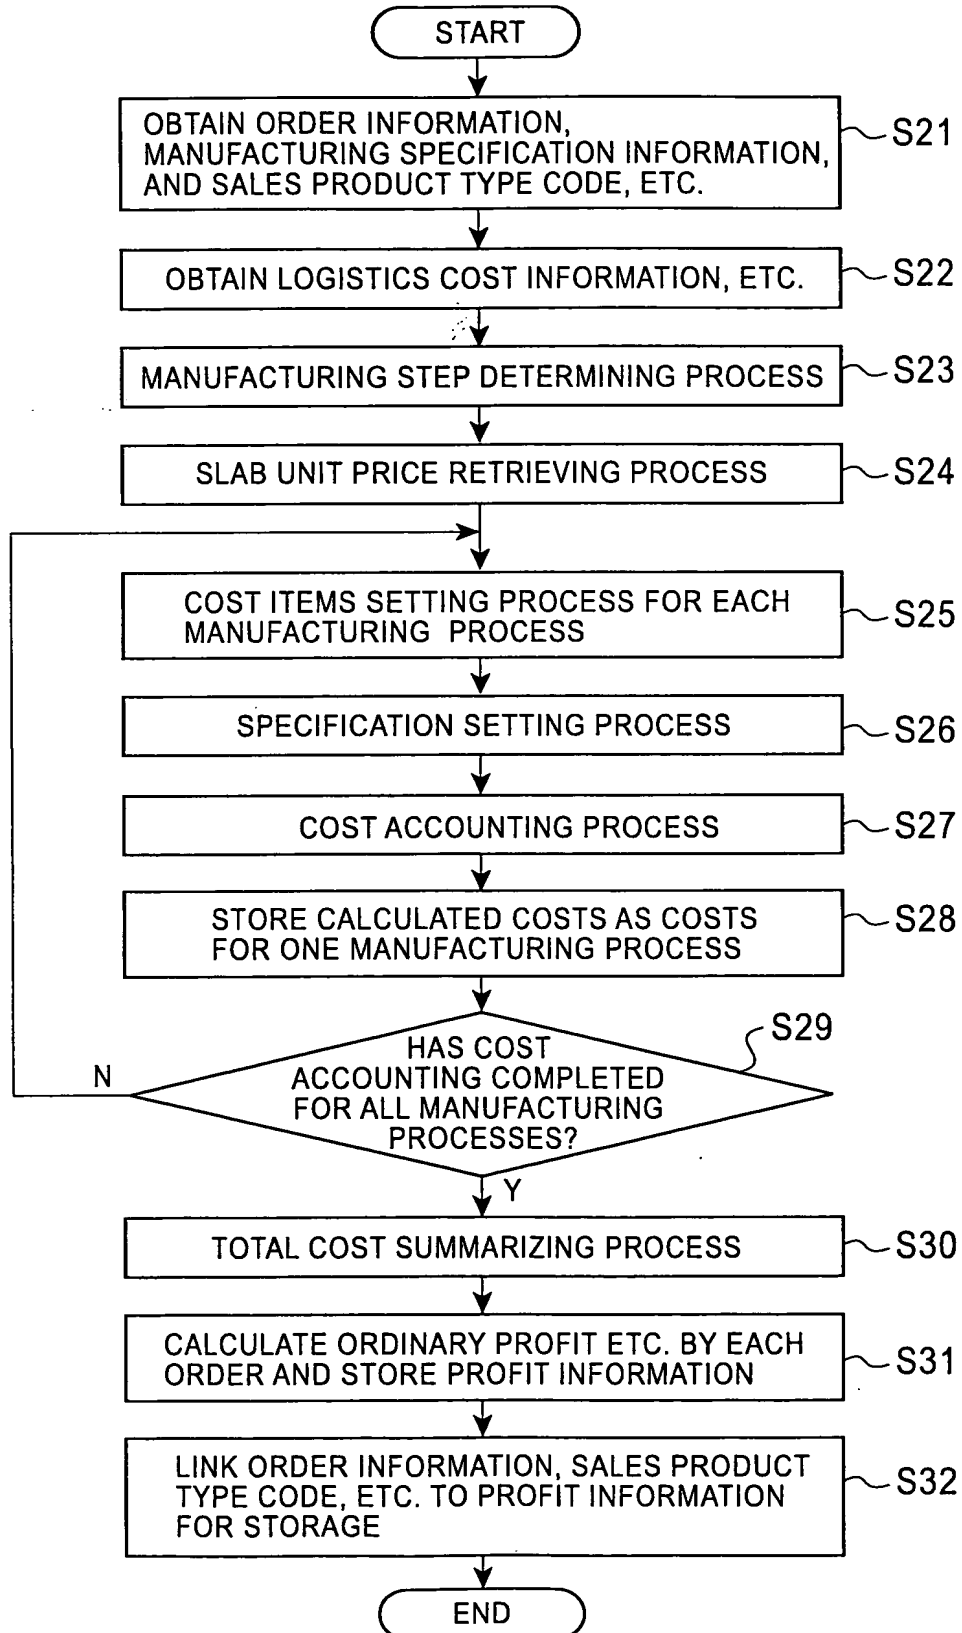 START
OBTAIN ORDER INFORMATION,
MANUFACTURING SPECIFICATION INFORMATION,
AND SALES PRODUCT TYPE CODE, ETC.
S21
OBTAIN LOGISTICS COST INFORMATION, ETC.
S22
MANUFACTURING STEP DETERMINING PROCESS
S23
SLAB UNIT PRICE RETRIEVING PROCESS
S24
COST ITEMS SETTING PROCESS FOR EACH
MANUFACTURING PROCESS
S25
SPECIFICATION SETTING PROCESS
S26
COST ACCOUNTING PROCESS
S27
STORE CALCULATED COSTS AS COSTS
FOR ONE MANUFACTURING PROCESS
S28
HAS COST
ACCOUNTING COMPLETED
FOR ALL MANUFACTURING
PROCESSES?
S29
N
Y
TOTAL COST SUMMARIZING PROCESS
S30
CALCULATE ORDINARY PROFIT ETC. BY EACH
ORDER AND STORE PROFIT INFORMATION
S31
LINK ORDER INFORMATION, SALES PRODUCT
TYPE CODE, ETC. TO PROFIT INFORMATION
FOR STORAGE
S32
END